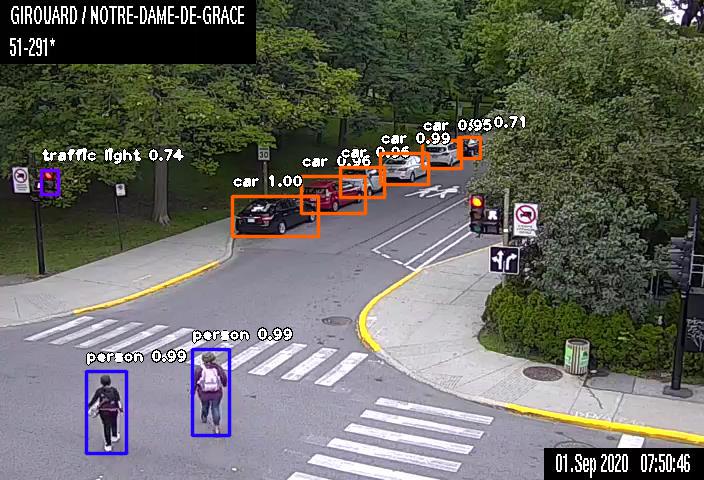 GIROUARD / NOTRE-DAME-DE-GRACE
51-291*
traffic light 0.74
car 1.00
car 0.96
car 0.96
car 0.99
car 0.95
0.71
30
person 0.99
person 0.99
01.Sep 2020 07:50:46